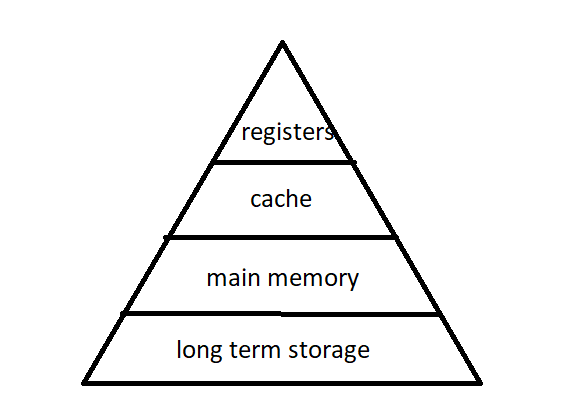 registers
cache
main memory
long term storage